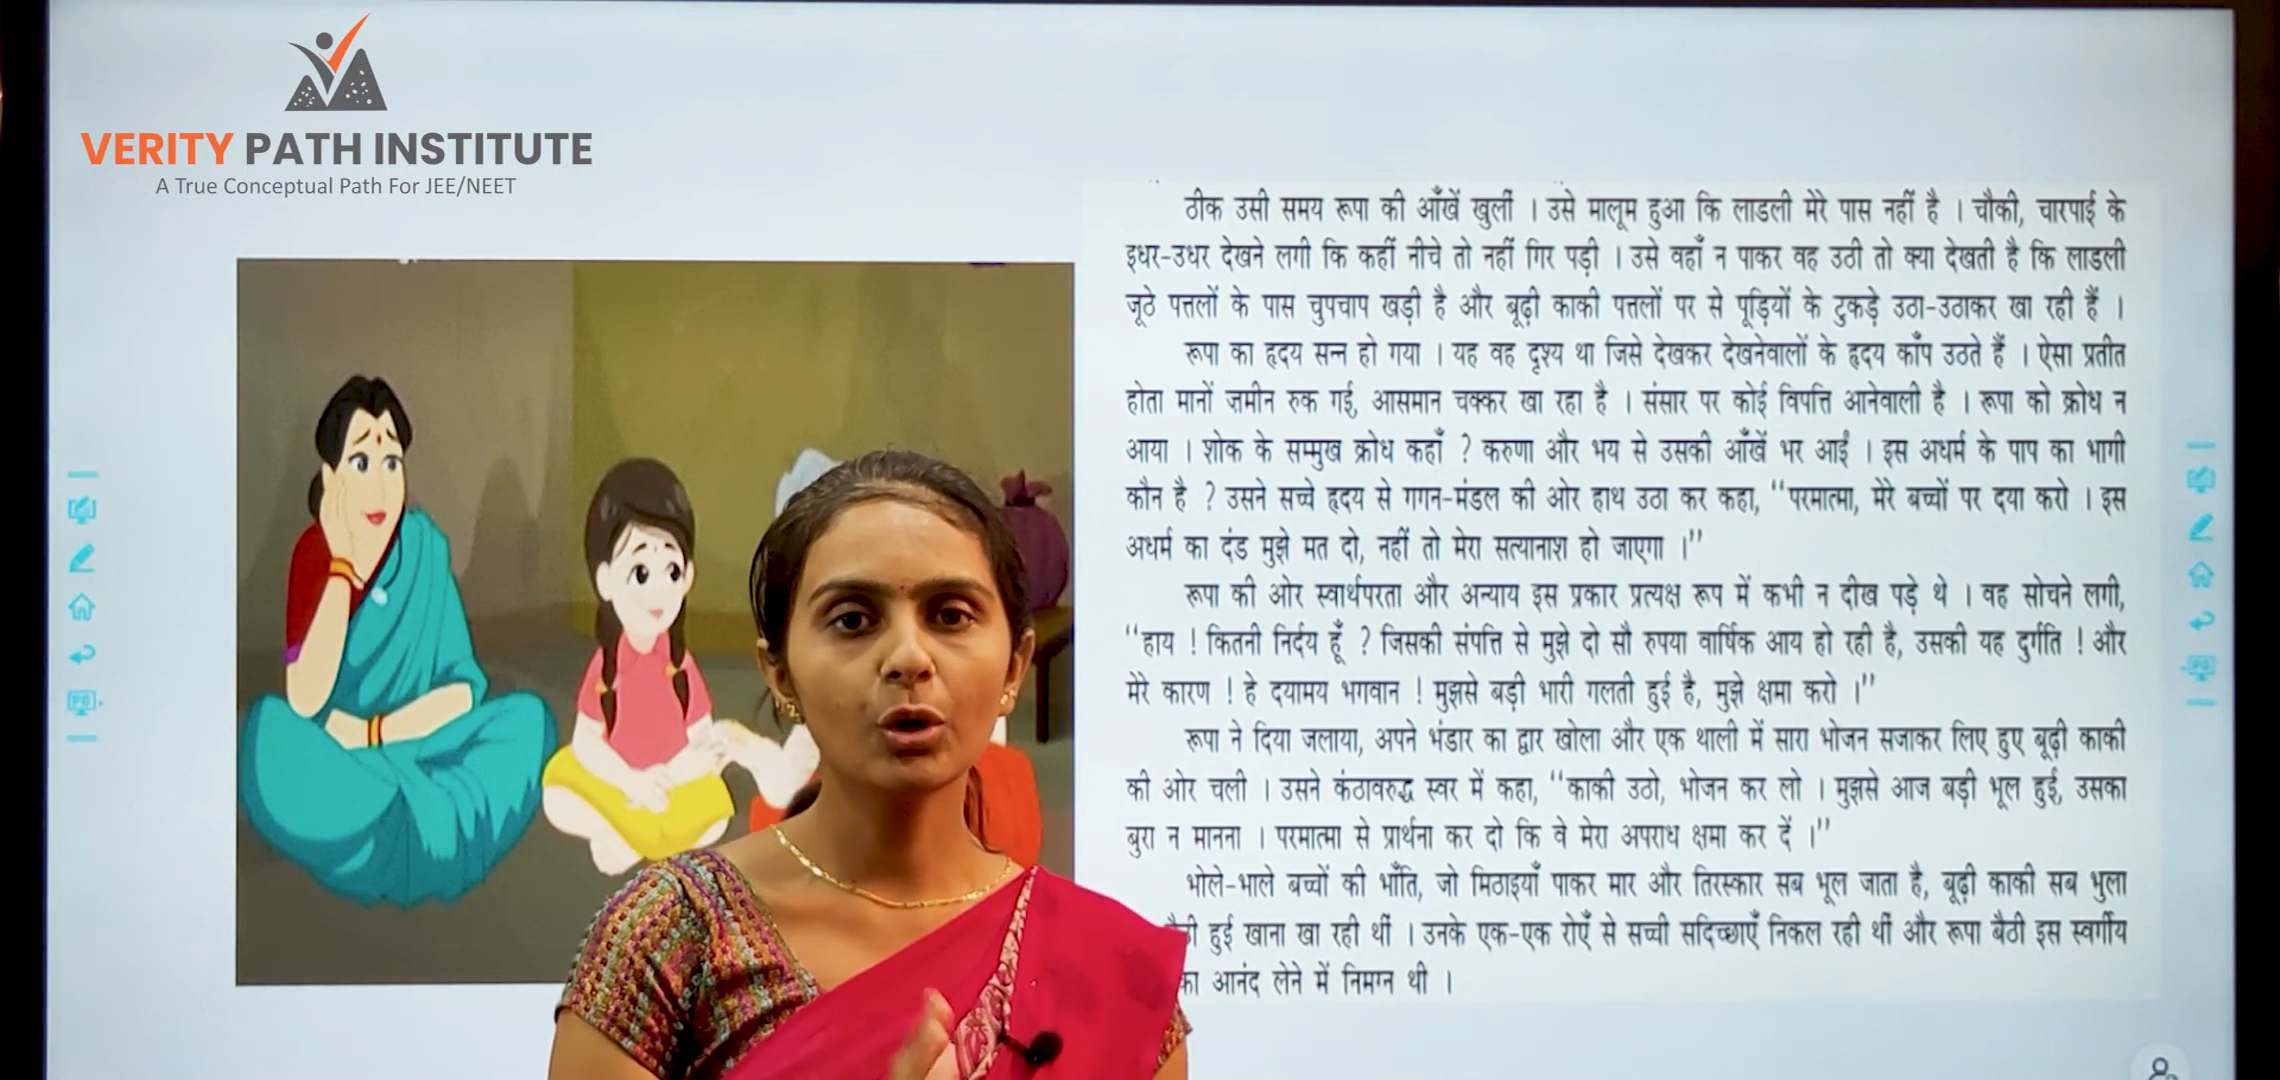 VERITY PATH INSTITUTE
A True Conceptual Path For JEE/NEET
ठीक उसी समय रूपा की आँखें खुलीं । उसे मालूम हुआ कि लाडली मेरे पास नहीं है । चौकी, चारपाई के
इधर-उधर देखने लगी कि कहीं नीचे तो नहीं गिर पड़ी । उसे वहाँ न पाकर वह उठी तो क्या देखती है कि लाडली
जूठे पत्तलों के पास चुपचाप खड़ी है और बूढ़ी काकी पत्तलों पर से पूड़ियों के टुकड़े उठा-उठाकर खा रही हैं ।
रूपा का हृदय सन्न हो गया । यह वह दृश्य था जिसे देखकर देखनेवालों के हृदय काँप उठते हैं । ऐसा प्रतीत
होता मानों ज़मीन रुक गई, आसमान चक्कर खा रहा है । संसार पर कोई विपत्ति आनेवाली है । रूपा को क्रोध न
आया । शोक के सम्मुख क्रोध कहाँ ? करुणा और भय से उसकी आँखें भर आईं । इस अधर्म के पाप का भागी
कौन है ? उसने सच्चे हृदय से गगन-मंडल की ओर हाथ उठा कर कहा, "परमात्मा, मेरे बच्चों पर दया करो । इस
अधर्म का दंड मुझे मत दो, नहीं तो मेरा सत्यानाश हो जाएगा ।"
रूपा की ओर स्वार्थपरता और अन्याय इस प्रकार प्रत्यक्ष रूप में कभी न दीख पड़े थे । वह सोचने लगी,
"हाय ! कितनी निर्दय हूँ ? जिसकी संपत्ति से मुझे दो सौ रुपया वार्षिक आय हो रही है, उसकी यह दुर्गति ! और
मेरे कारण ! हे दयामय भगवान ! मुझसे बड़ी भारी गलती हुई है, मुझे क्षमा करो ।"
रूपा ने दिया जलाया, अपने भंडार का द्वार खोला और एक थाली में सारा भोजन सजाकर लिए हुए बूढ़ी काकी
की ओर चली । उसने कंठावरुद्ध स्वर में कहा, "काकी उठो, भोजन कर लो । मुझसे आज बड़ी भूल हुई, उसका
बुरा न मानना । परमात्मा से प्रार्थना कर दो कि वे मेरा अपराध क्षमा कर दें ।"
भोले-भाले बच्चों की भाँति, जो मिठाइयाँ पाकर मार और तिरस्कार सब भूल जाता है, बूढ़ी काकी सब भुला
हुई खाना खा रही थीं । उनके एक-एक रोएँ से सच्ची सदिच्छाएँ निकल रही थीं और रूपा बैठी इस स्वर्गीय
का आनंद लेने में निमग्न थी ।